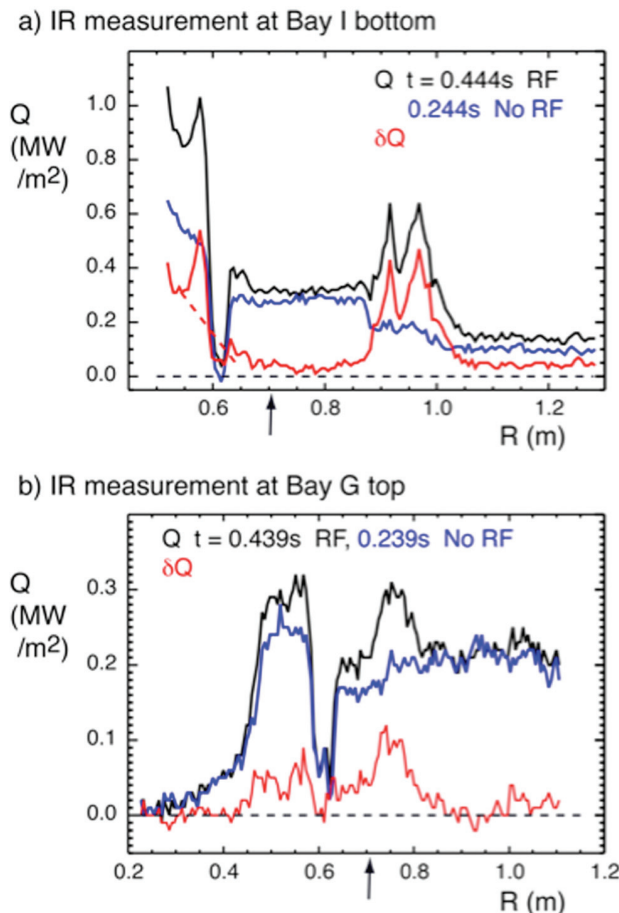 a) IR measurement at Bay I bottom
Q t = 0.444s RF
0.244s No RF
δQ
Q
(MW
/m2)
1.0
0.8
0.6
0.4
0.2
0.0
0.6 0.8 1.0 1.2
R (m)
b) IR measurement at Bay G top
Q t = 0.439s RF, 0.239s No RF
δQ
Q
(MW
/m2)
0.3
0.2
0.1
0.0
0.2 0.4 0.6 0.8 1.0 1.2
R (m)